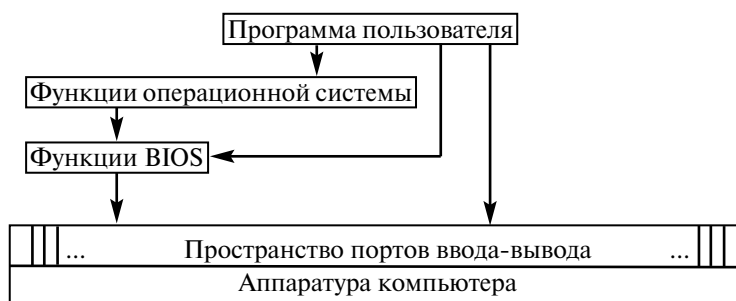 Программа пользователя
Функции операционной системы
Функции BIOS
... Пространство портов ввода-вывода ...
Аппаратура компьютера